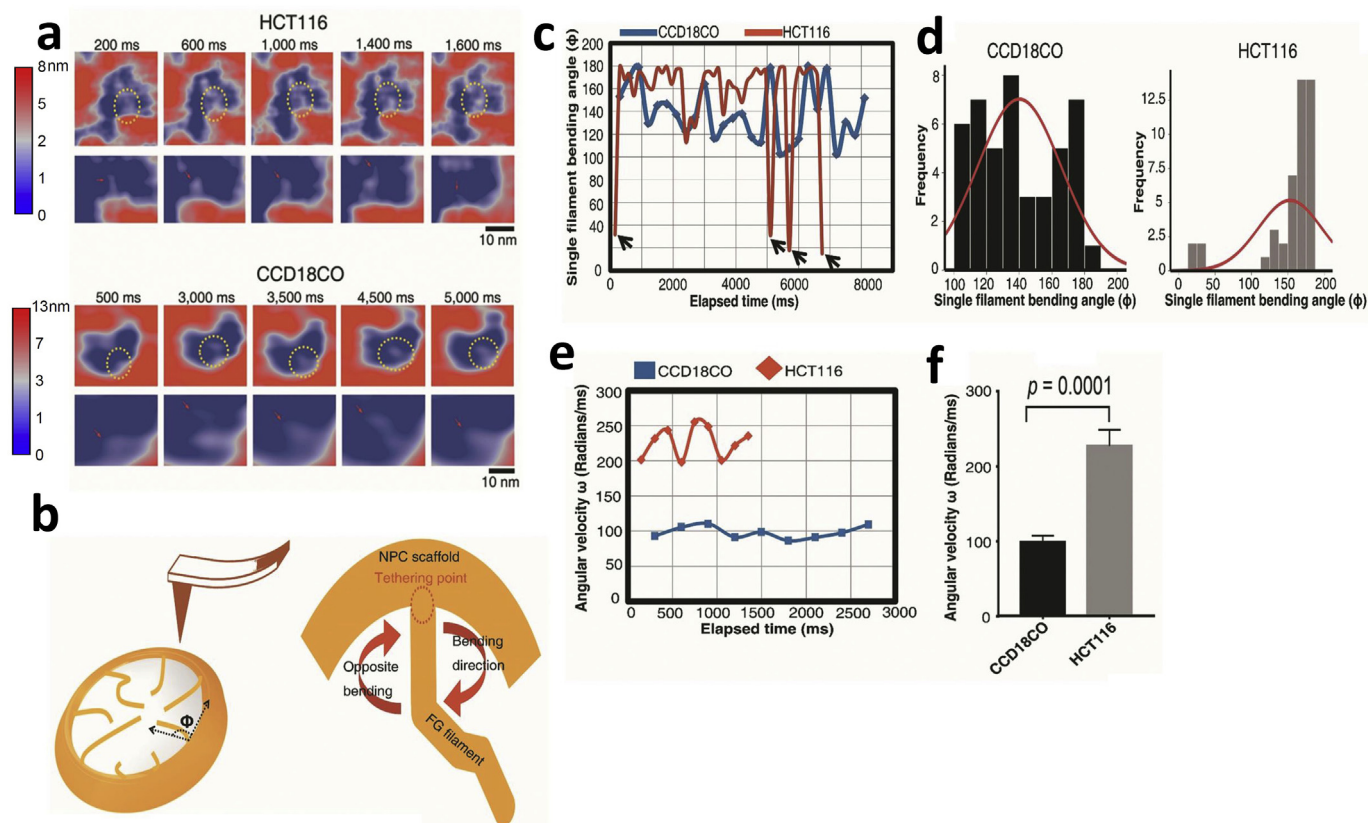 a
HCT116
200 ms 600 ms 1,000 ms 1,400 ms 1,600 ms
8nm
5
2
1
0
10 nm
CCD18CO
500 ms 3,000 ms 3,500 ms 4,500 ms 5,000 ms
13nm
7
3
1
0
10 nm
b
Φ
NPC scaffold
Tethering point
Opposite
bending
Bending
direction
FG filament
c
CCD18CO HCT116
Single filament bending angle (ϕ)
200
180
160
140
120
100
80
60
40
20
0
0 2000 4000 6000 8000
Elapsed time (ms)
d
CCD18CO
Frequency
8
6
4
2
0
100 120 140 160 180 200
Single filament bending angle (ϕ)
HCT116
Frequency
12.5
10
7.5
5
2.5
0
0 50 100 150 200
Single filament bending angle (ϕ)
e
CCD18CO HCT116
Angular velocity ω (Radians/ms)
300
250
200
150
100
50
0
0 500 1000 1500 2000 2500 3000
Elapsed time (ms)
f
p = 0.0001
Angular velocity ω (Radians/ms)
300
200
100
0
CCD18CO
HCT116